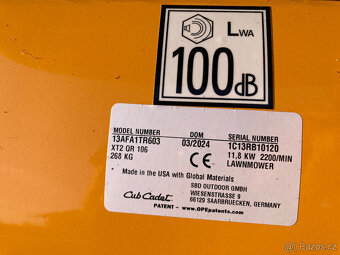 LWA
100dB
MODEL NUMBER DOM SERIAL NUMBER
13AFA1TR603 03/2024 1C13RB10120
XT2 QR 106 11,8 KW 2200/MIN
268 KG CE LAWNMOWER
Made in the USA with Global Materials
Cub Cadet SBD OUTDOOR GMBH
WIESENSTRASSE 9
66129 SAARBRUECKEN, GERMANY
PATENT - www.OPEpatents.com
bazos.cz